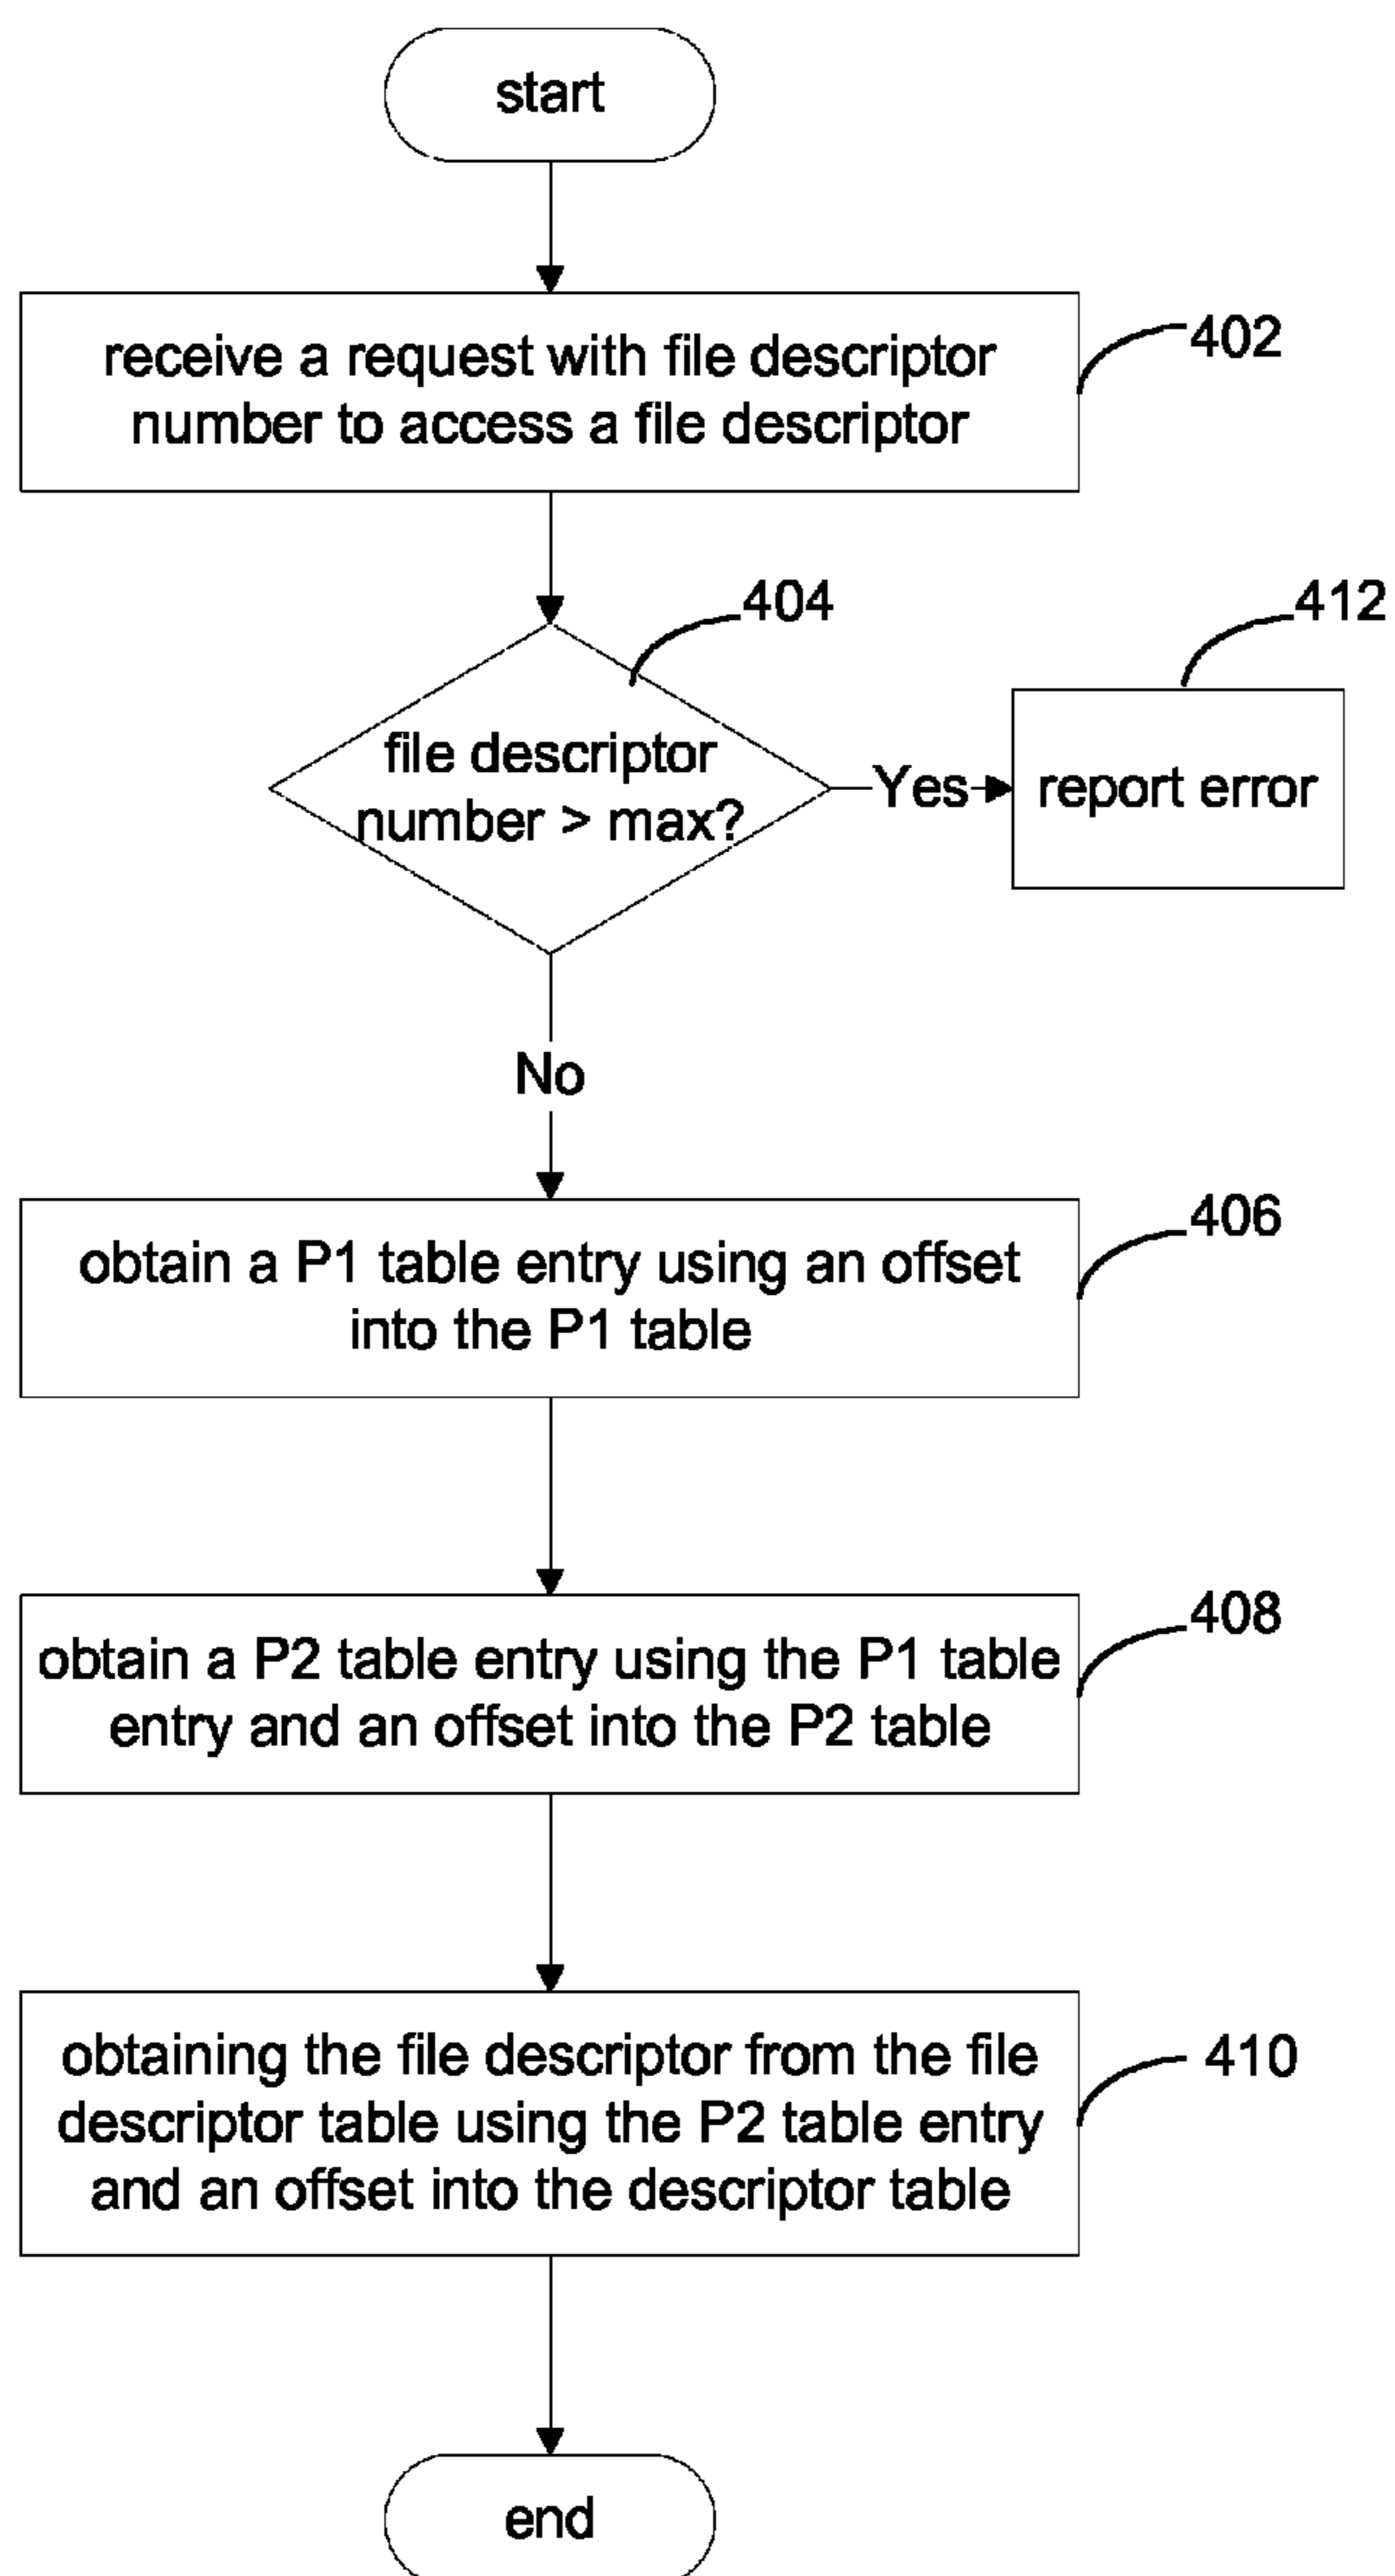 start
receive a request with file descriptor
number to access a file descriptor
402
404
412
file descriptor
number > max?
Yes
report error
No
obtain a P1 table entry using an offset
into the P1 table
406
obtain a P2 table entry using the P1 table
entry and an offset into the P2 table
408
obtaining the file descriptor from the file
descriptor table using the P2 table entry
and an offset into the descriptor table
410
end